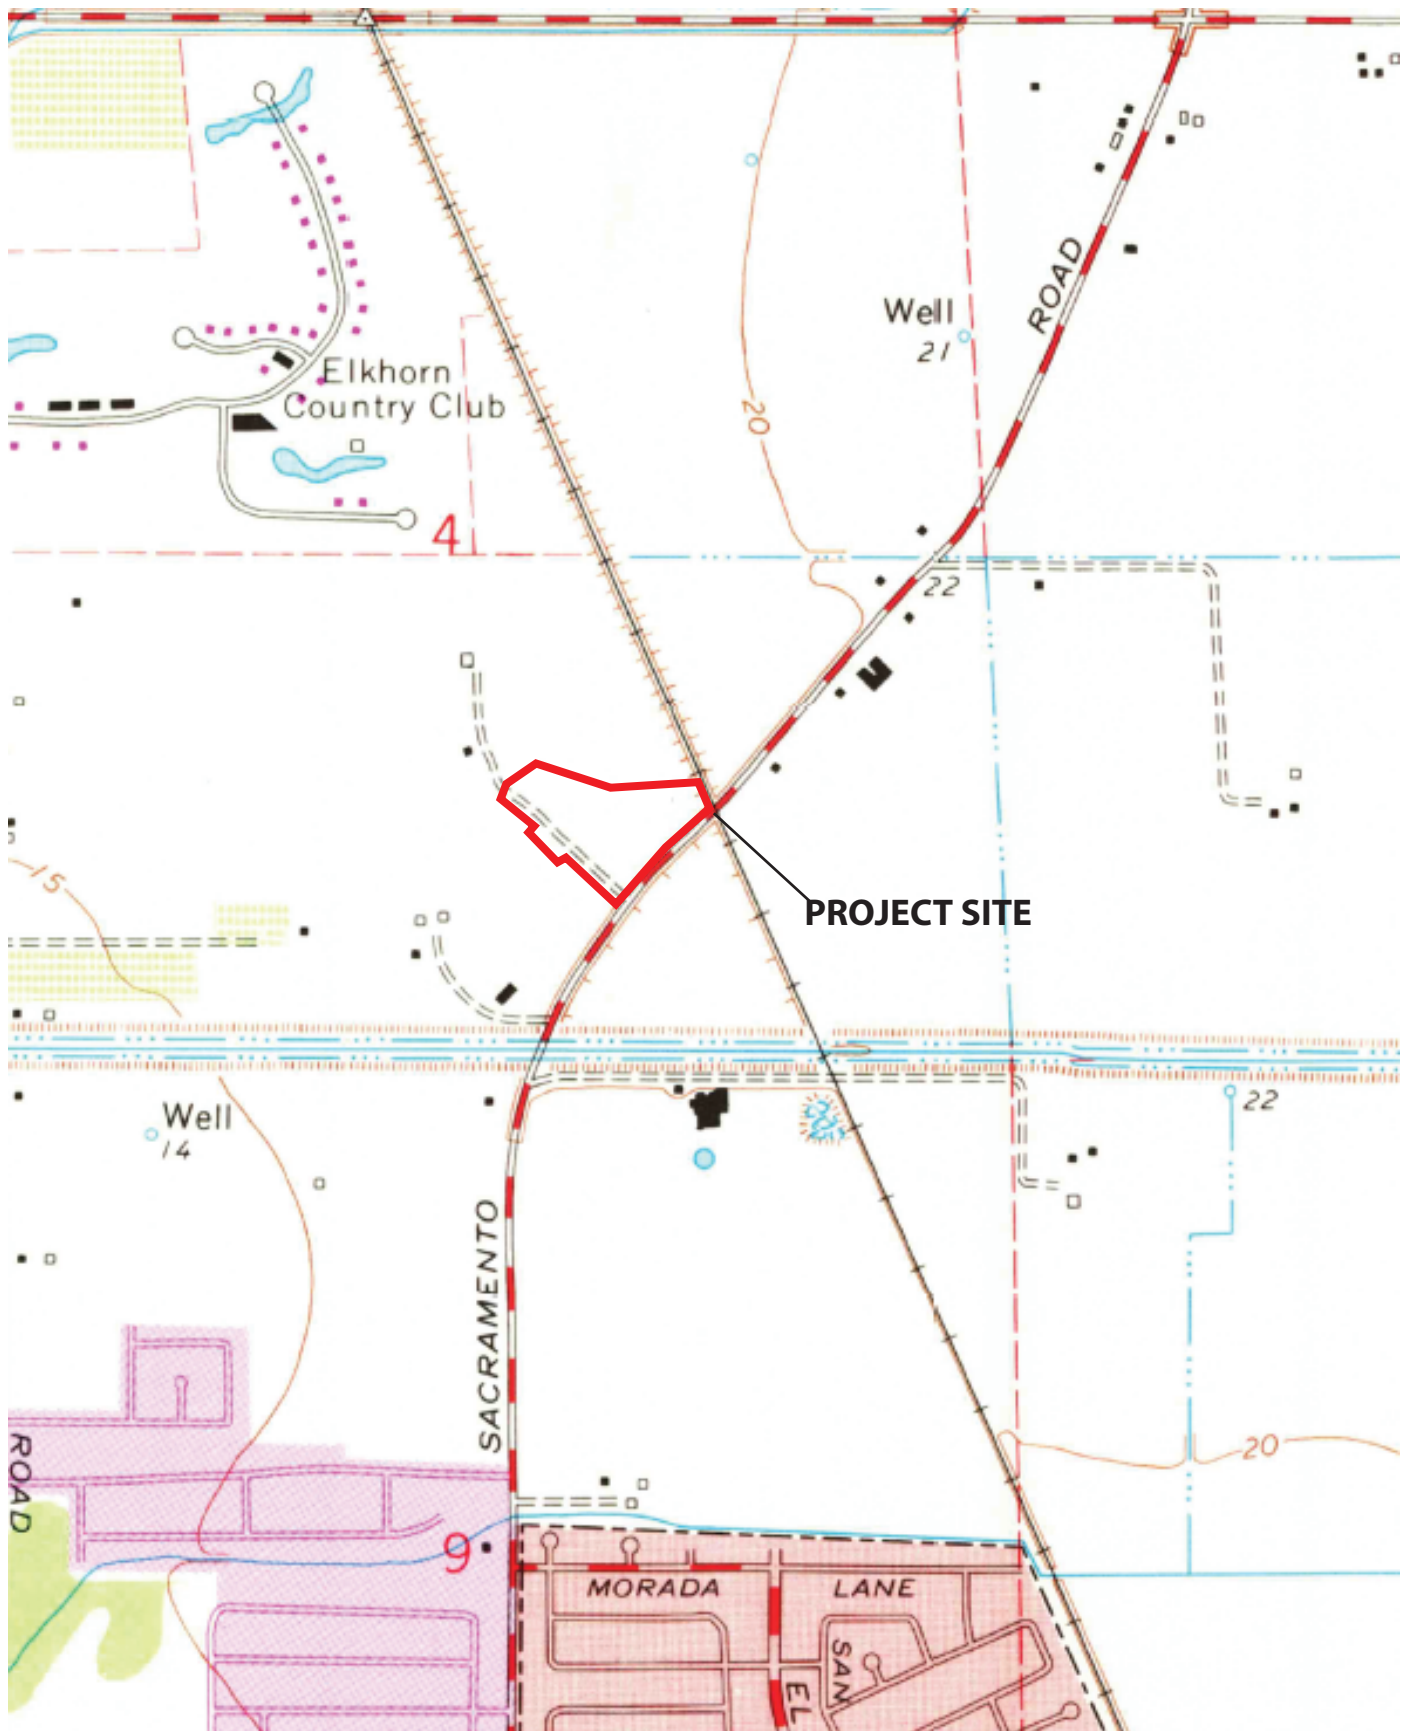 ROAD
Well
21
Elkhorn
Country Club
20
4
22
PROJECT SITE
15
Well
14
22
SACRAMENTO
20
ROAD
9
MORADA LANE
SAN
EL